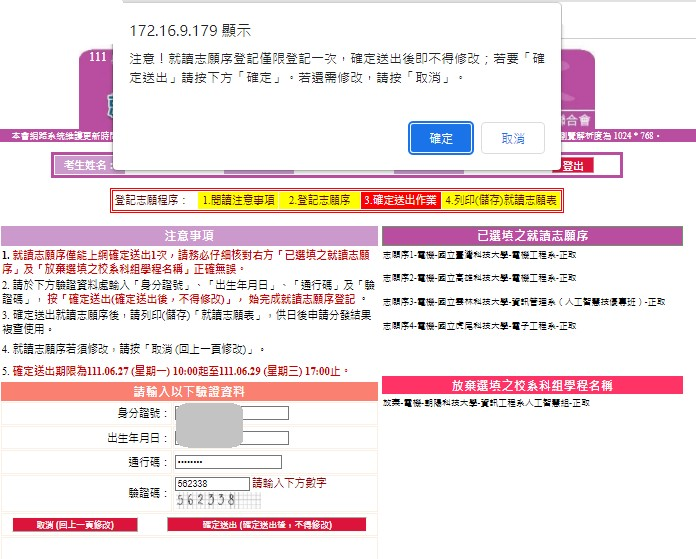 172.16.9.179 顯示
注意！就讀志願序登記僅限登記一次，確定送出後即不得修改；若要「確
定送出」請按下方「確定」。若還需修改，請按「取消」。
確定
取消
111
聯合會
本會網路系統維護更新時間
瀏覽解析度為 1024 * 768。
考生姓名：
登出
登記志願程序：
1.閱讀注意事項
2.登記志願序
3.確定送出作業
4.列印(儲存)就讀志願表
注意事項
1. 就讀志願序僅能上網確定送出1次，請務必仔細核對右方「已選填之就讀志願
序」及「放棄選填之校系科組學程名稱」正確無誤。
2. 請於下方驗證資料處輸入「身分證號」、「出生年月日」、「通行碼」及「驗
證碼」，按「確定送出(確定送出後，不得修改)」，始完成就讀志願序登記 。
3. 確定送出就讀志願序後，請列印(儲存)「就讀志願表」，供日後申請分發結果
複查使用。
4. 就讀志願序若須修改，請按「取消 (回上一頁修改)」。
5. 確定送出期限為111.06.27 (星期一) 10:00起至111.06.29 (星期三) 17:00止。
請輸入以下驗證資料
身分證號：
出生年月日：
通行碼：
••••••••
驗證碼：
562338
請輸入下方數字
562338
取消 (回上一頁修改)
確定送出 (確定送出後，不得修改)
已選填之就讀志願序
志願序1-電機-國立臺灣科技大學-電機工程系-正取
志願序2-電機-國立高雄科技大學-電機工程系-正取
志願序3-電機-國立雲林科技大學-資訊管理系（人工智慧技優專班）-正取
志願序4-電機-國立虎尾科技大學-電子工程系-正取
放棄選填之校系科組學程名稱
放棄-電機-朝陽科技大學-資訊工程系人工智慧組-正取